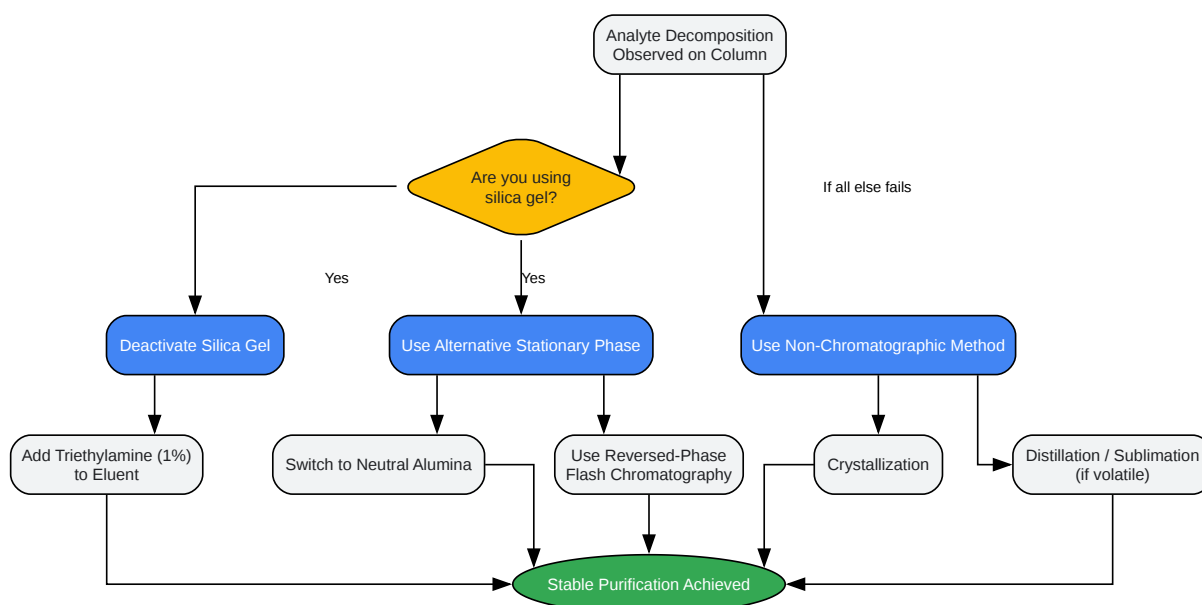 Analyte Decomposition
Observed on Column
Are you using
silica gel?
If all else fails
Yes
Yes
Deactivate Silica Gel
Use Alternative Stationary Phase
Use Non-Chromatographic Method
Add Triethylamine (1%)
to Eluent
Switch to Neutral Alumina
Use Reversed-Phase
Flash Chromatography
Crystallization
Distillation / Sublimation
(if volatile)
Stable Purification Achieved